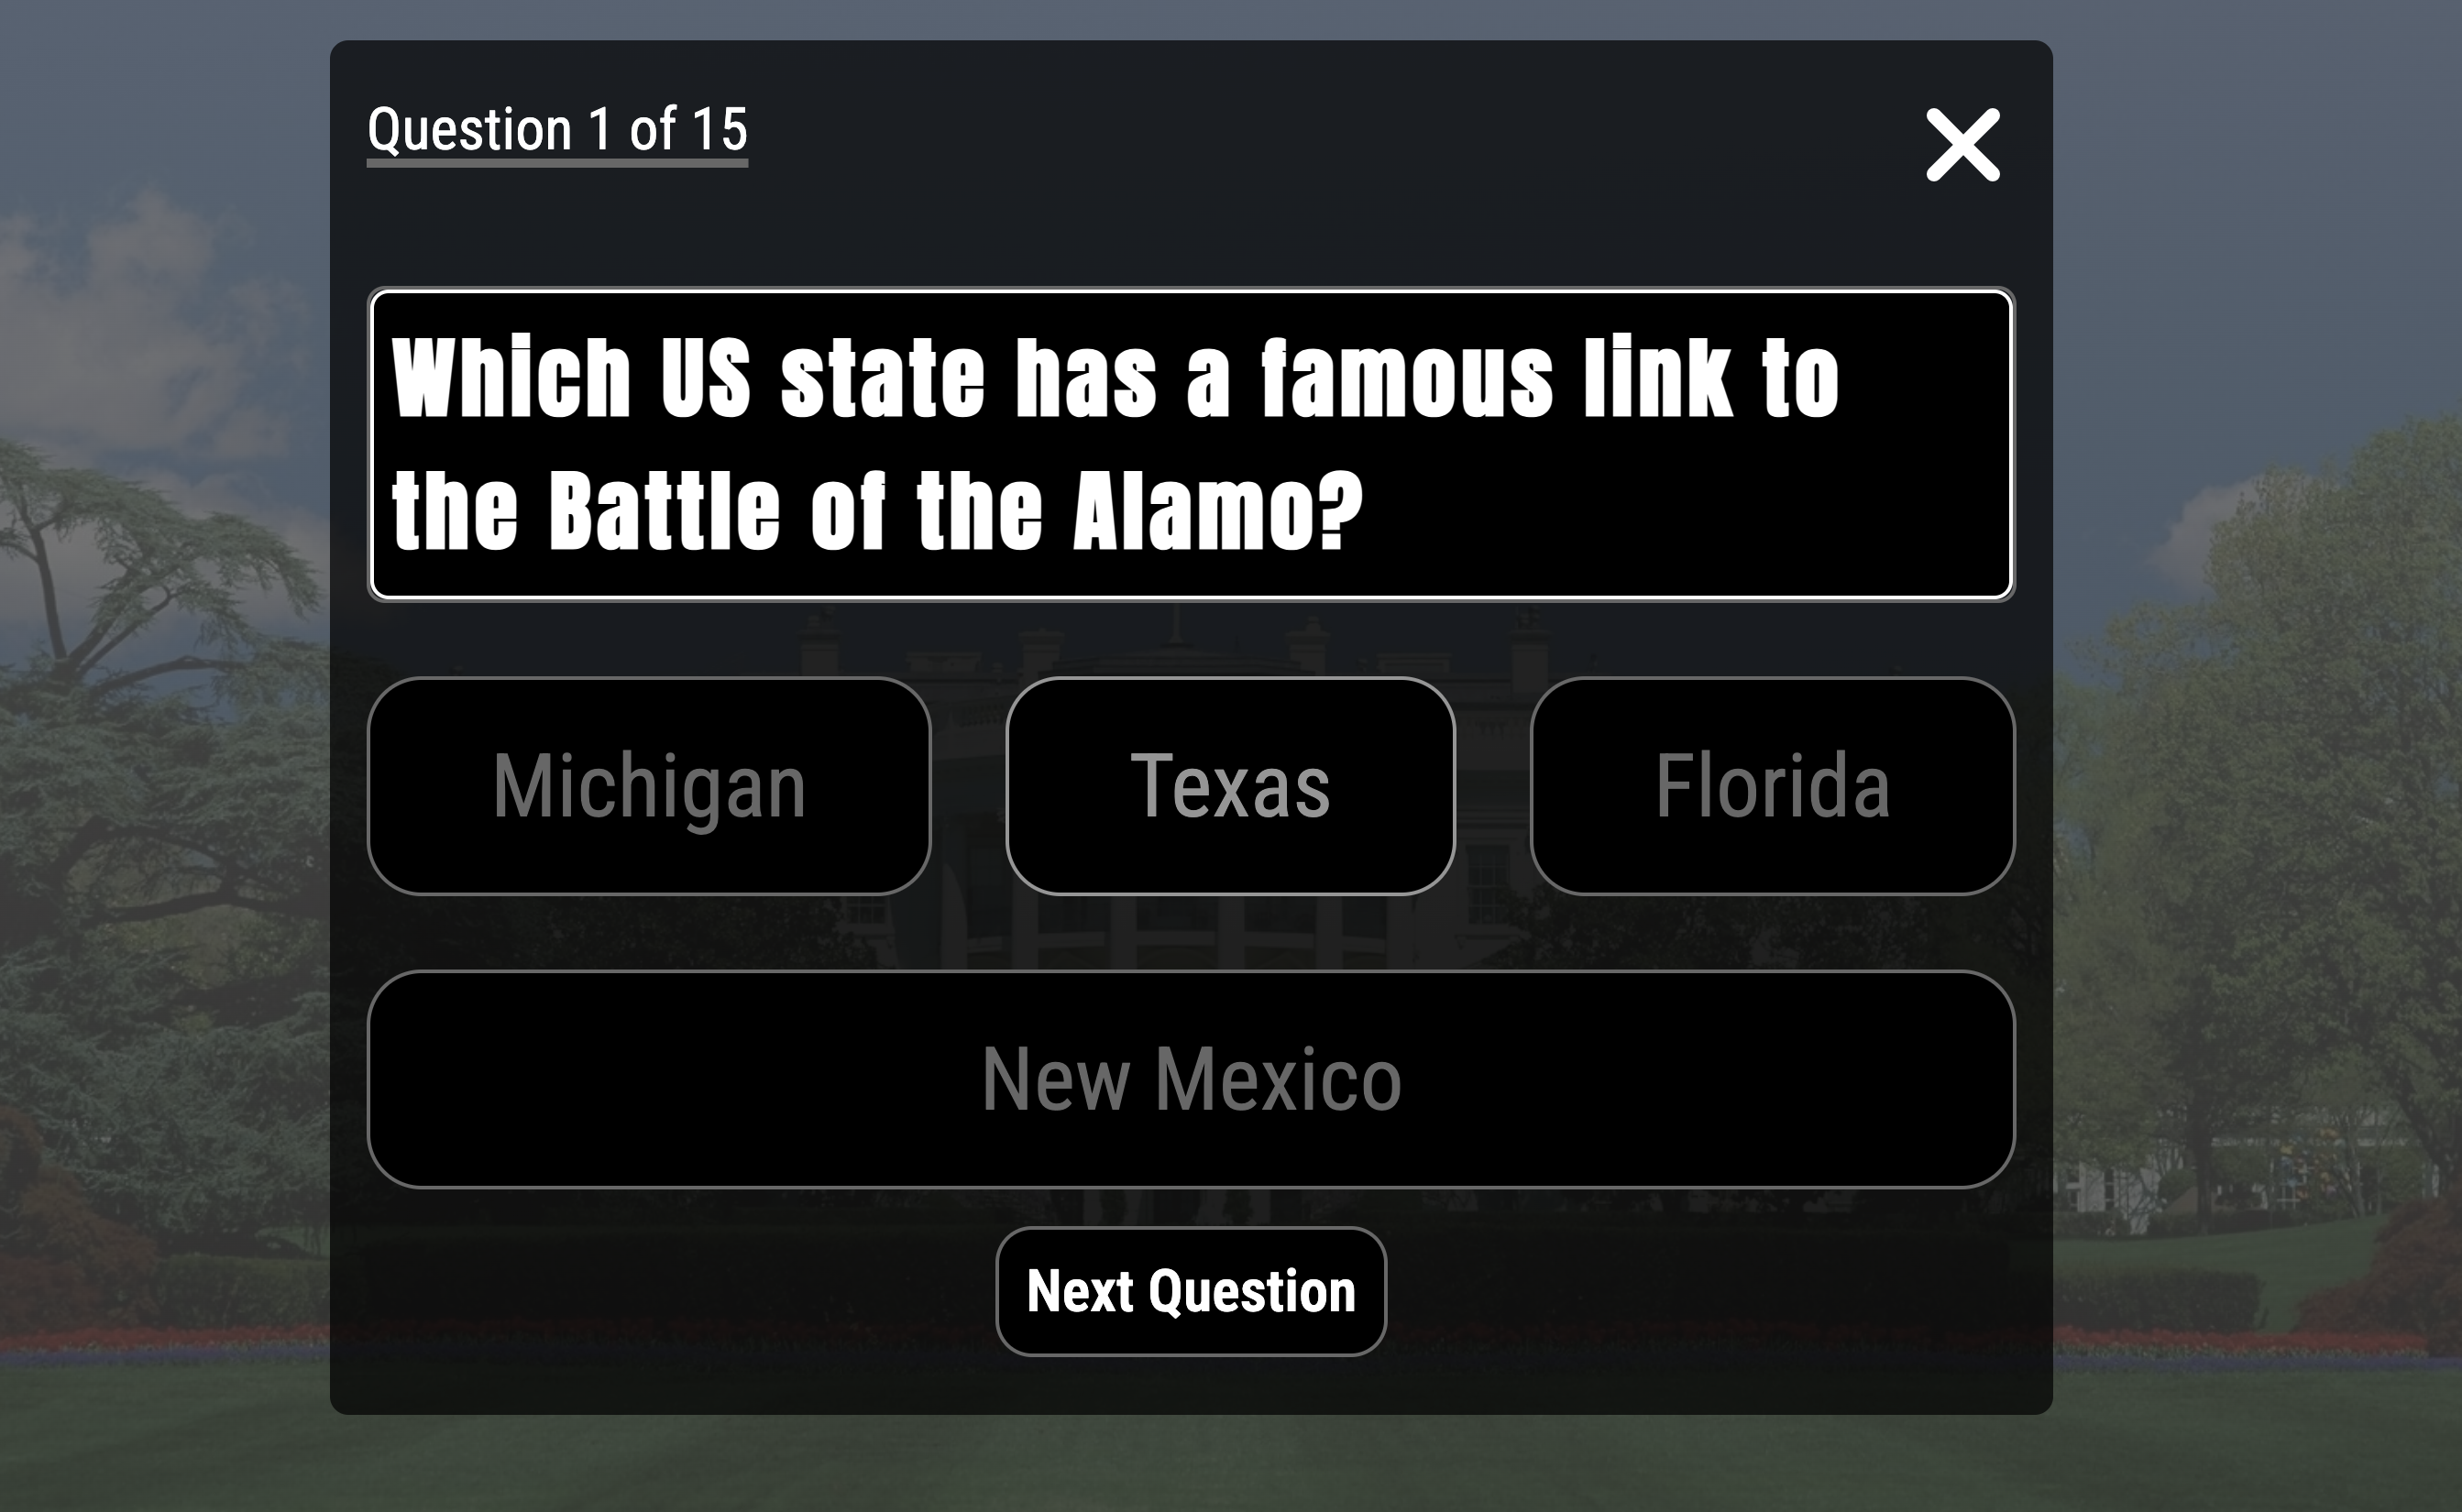 Question 1 of 15
Which US state has a famous link to
the Battle of the Alamo?
Michigan
Texas
Florida
New Mexico
Next Question